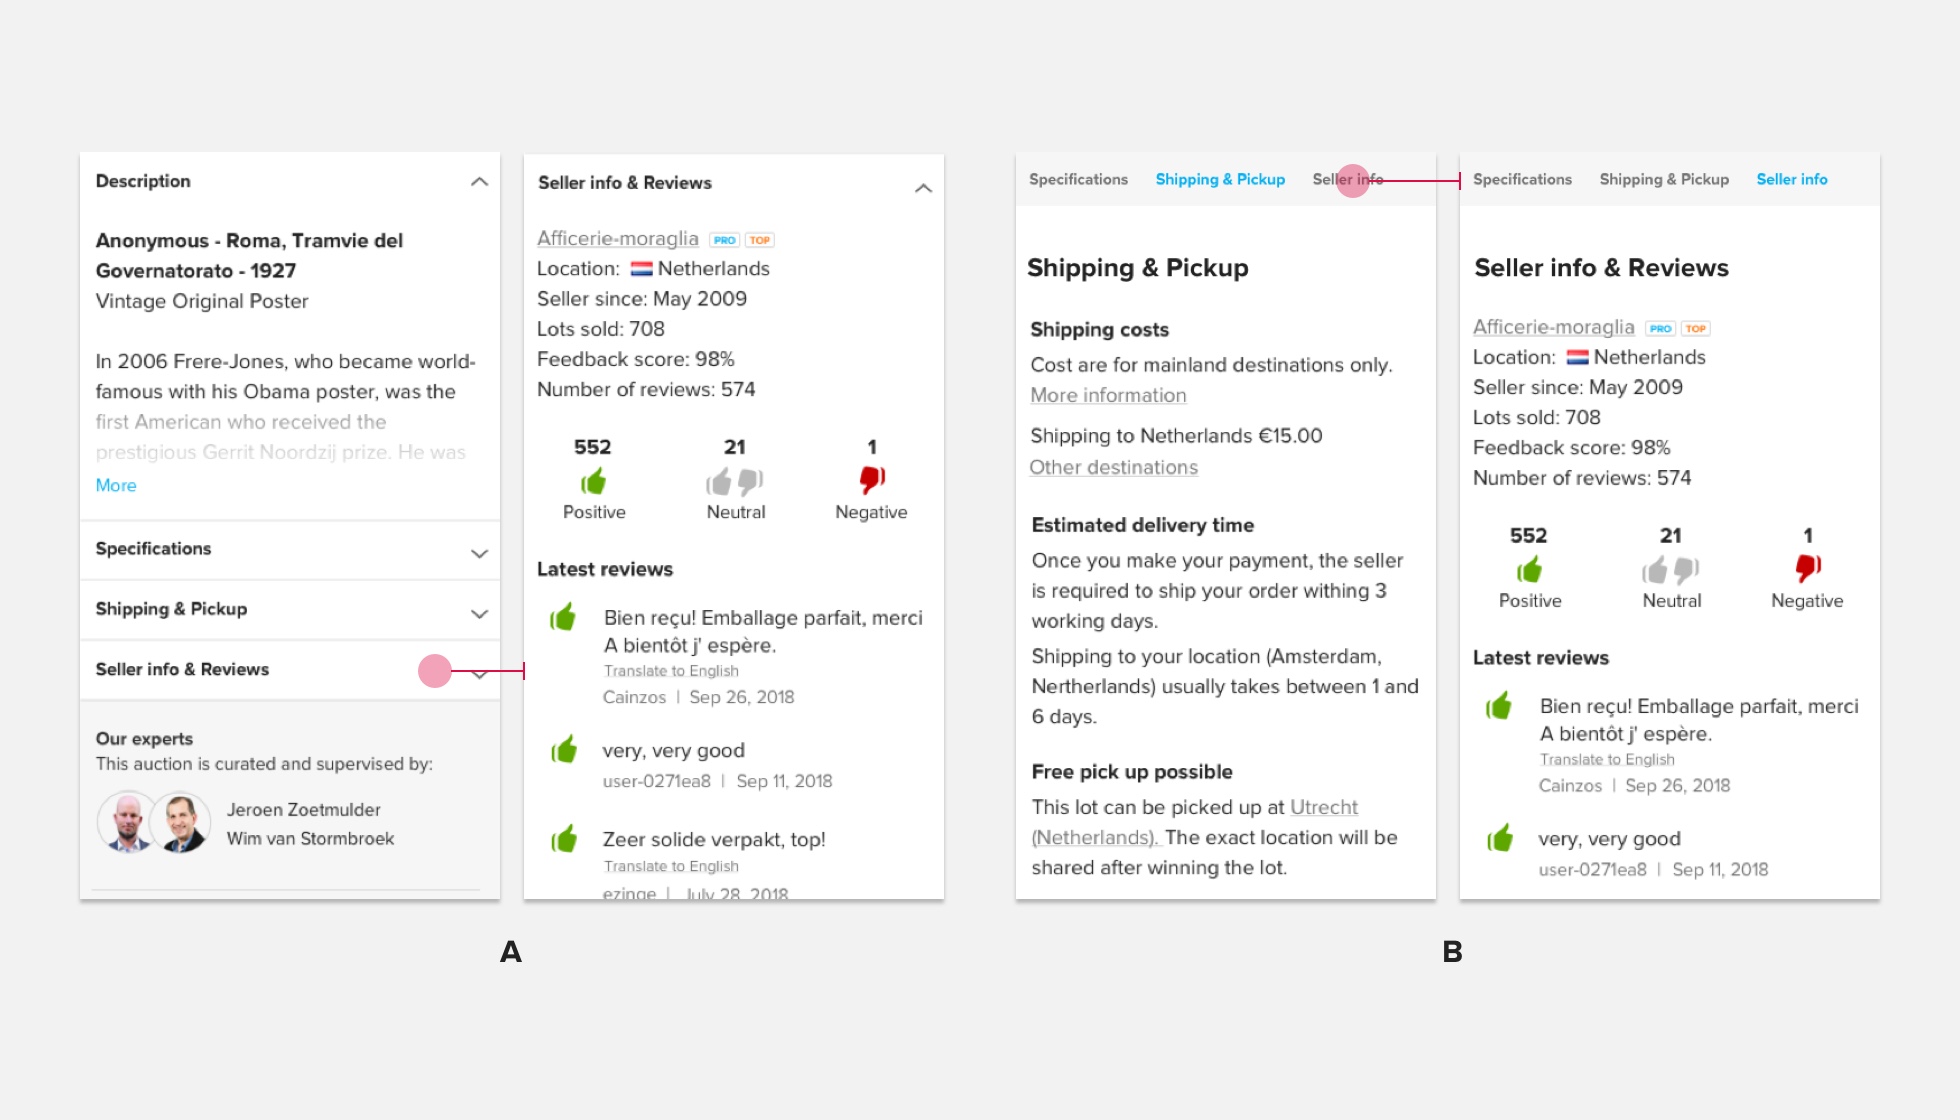 Description
Anonymous - Roma, Tramvie del
Governatorato - 1927
Vintage Original Poster
In 2006 Frere-Jones, who became world-
famous with his Obama poster, was the
first American who received the
prestigious Gerrit Noordzij prize. He was
More
Specifications
Shipping & Pickup
Seller info & Reviews
Our experts
This auction is curated and supervised by:
Jeroen Zoetmulder
Wim van Stormbroek
Seller info & Reviews
Afficerie-moraglia PRO TOP
Location: Netherlands
Seller since: May 2009
Lots sold: 708
Feedback score: 98%
Number of reviews: 574
552 21 1
Positive Neutral Negative
Latest reviews
Bien reçu! Emballage parfait, merci
A bientôt j' espère.
Translate to English
Cainzos | Sep 26, 2018
very, very good
user-0271ea8 | Sep 11, 2018
Zeer solide verpakt, top!
Translate to English
ezinge | July 28, 2018
A
Specifications Shipping & Pickup Seller info
Shipping & Pickup
Shipping costs
Cost are for mainland destinations only.
More information
Shipping to Netherlands €15.00
Other destinations
Estimated delivery time
Once you make your payment, the seller
is required to ship your order withing 3
working days.
Shipping to your location (Amsterdam,
Nertherlands) usually takes between 1 and
6 days.
Free pick up possible
This lot can be picked up at Utrecht
(Netherlands). The exact location will be
shared after winning the lot.
Specifications Shipping & Pickup Seller info
Seller info & Reviews
Afficerie-moraglia PRO TOP
Location: Netherlands
Seller since: May 2009
Lots sold: 708
Feedback score: 98%
Number of reviews: 574
552 21 1
Positive Neutral Negative
Latest reviews
Bien reçu! Emballage parfait, merci
A bientôt j' espère.
Translate to English
Cainzos | Sep 26, 2018
very, very good
user-0271ea8 | Sep 11, 2018
B